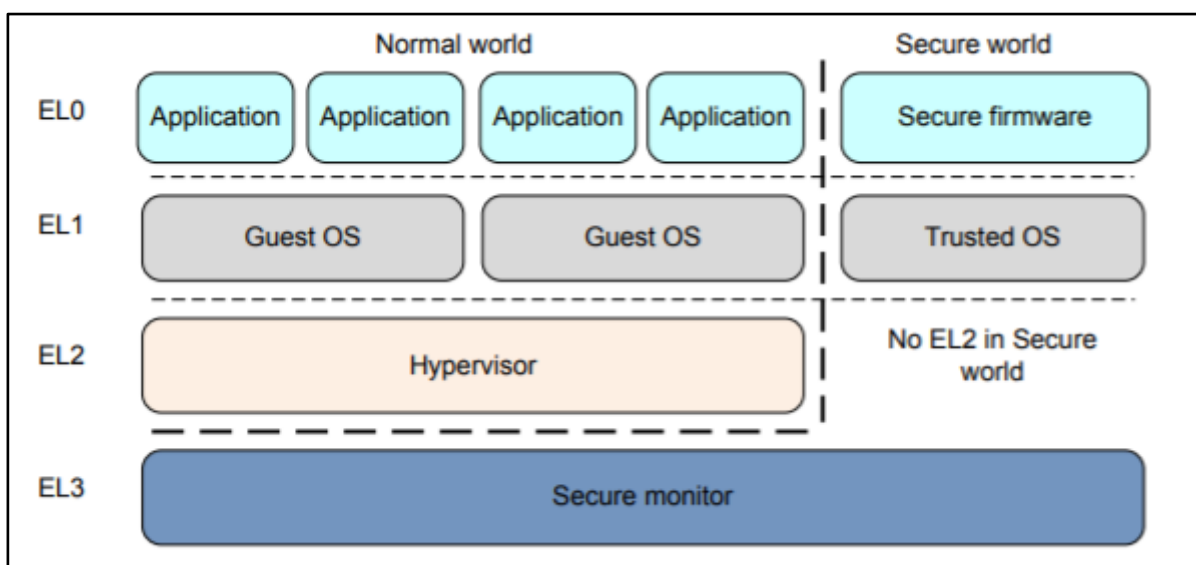 Normal world
Secure world
EL0
Application
Application
Application
Application
Secure firmware
EL1
Guest OS
Guest OS
Trusted OS
EL2
Hypervisor
No EL2 in Secure
world
EL3
Secure monitor